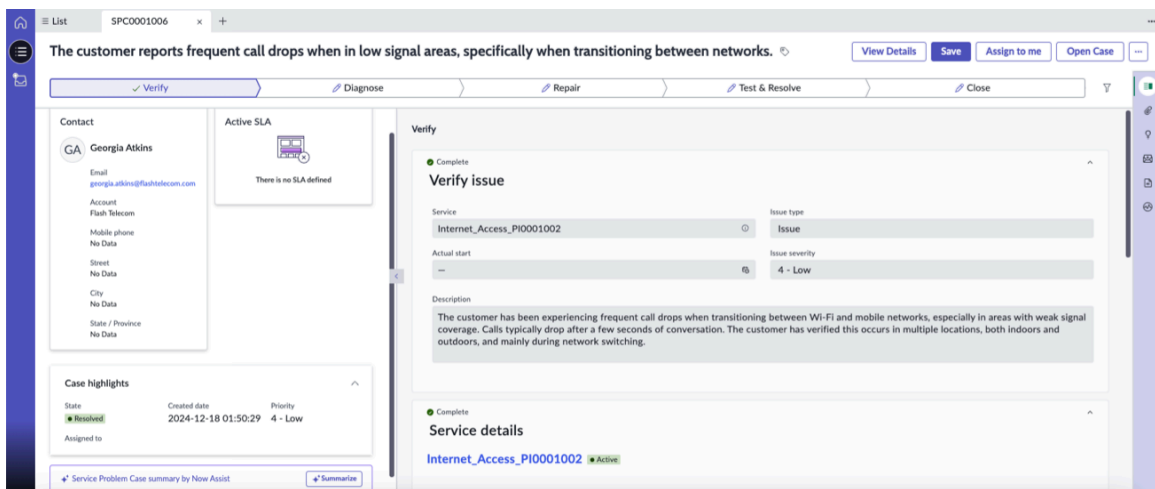 List
SPC0001006
The customer reports frequent call drops when in low signal areas, specifically when transitioning between networks.
View Details
Save
Assign to me
Open Case
Verify
Diagnose
Repair
Test & Resolve
Close
Contact
GA
Georgia Atkins
Email
georgia.atkins@flashtelecom.com
Account
Flash Telecom
Mobile phone
No Data
Street
No Data
City
No Data
State / Province
No Data
Active SLA
There is no SLA defined
Case highlights
State
Created date
Priority
Resolved
2024-12-18 01:50:29
4 - Low
Assigned to
Service Problem Case summary by Now Assist
Summarize
Verify
Complete
Verify issue
Service
Issue type
Internet_Access_PI0001002
Issue
Actual start
Issue severity
—
4 - Low
Description
The customer has been experiencing frequent call drops when transitioning between Wi-Fi and mobile networks, especially in areas with weak signal
coverage. Calls typically drop after a few seconds of conversation. The customer has verified this occurs in multiple locations, both indoors and
outdoors, and mainly during network switching.
Complete
Service details
Internet_Access_PI0001002
Active